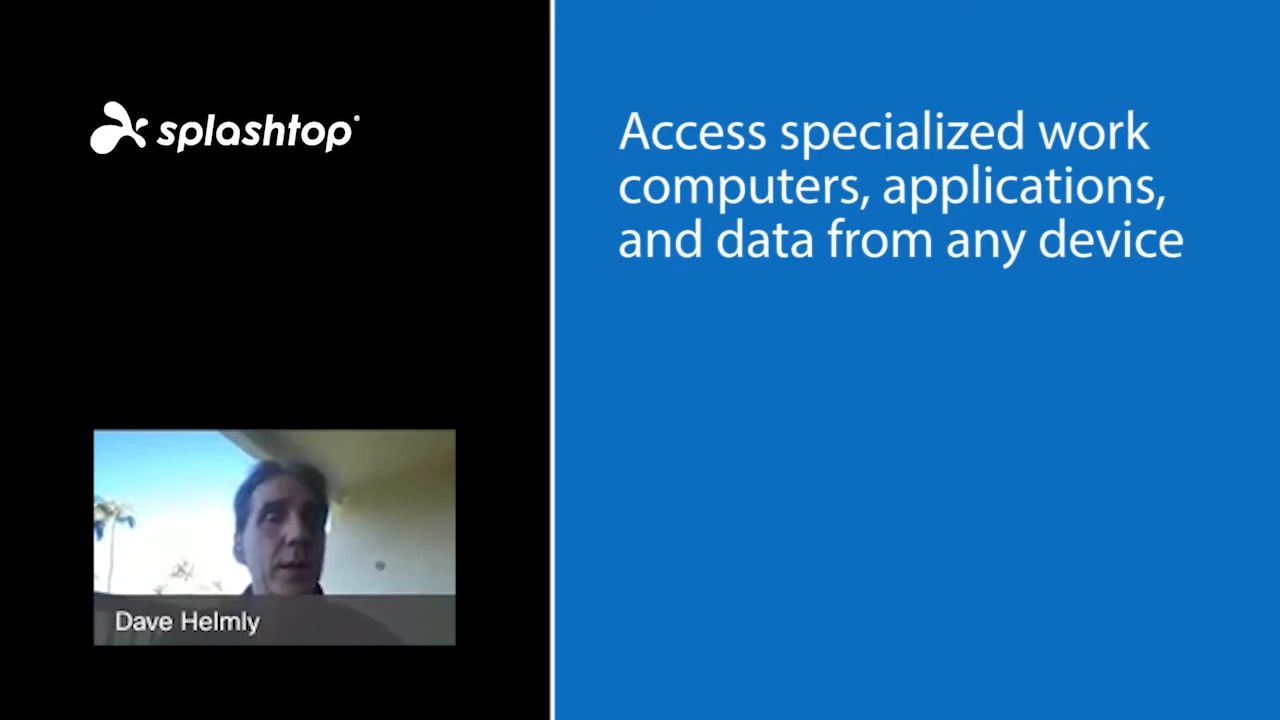 splashtop
Access specialized work
computers, applications,
and data from any device
Dave Helmly